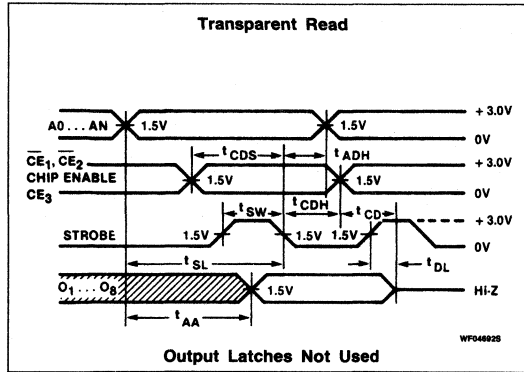 Transparent Read
A0 . . . AN 1.5V 1.5V + 3.0V
0V
t CDS t ADH
C̅E̅₁, C̅E̅₂ + 3.0V
CHIP ENABLE 1.5V 1.5V
CE₃ 0V
t SW t CDH t CD
+ 3.0V
STROBE 1.5V 1.5V 1.5V
0V
t SL t DL
O₁ . . . O₈ 1.5V Hi-Z
t AA
WF04692S
Output Latches Not Used